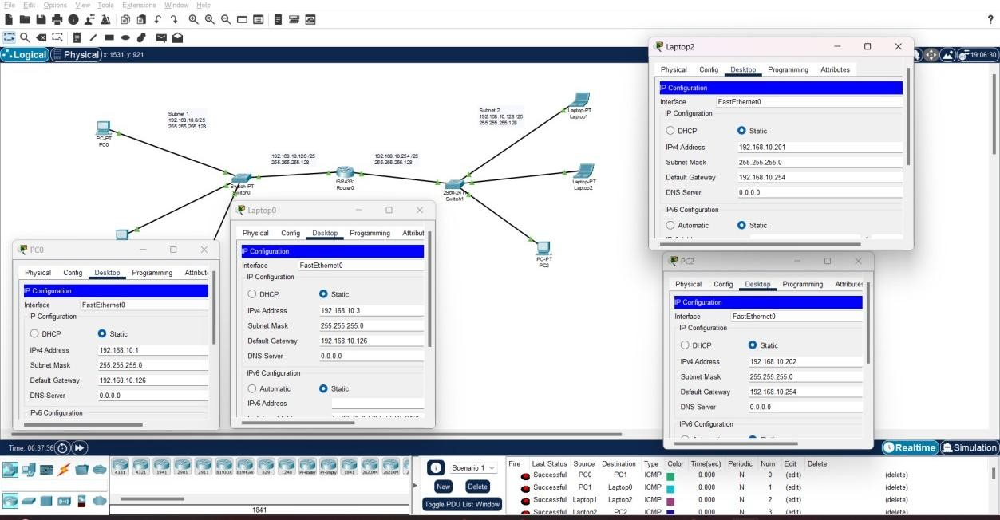 File Edit Options View Tools Extensions Window Help
?
Logical Physical x: 1531, y: 921
19:06:30
Subnet 1
192.168.10.0/25
255.255.255.128
PC-PT
PC0
192.168.10.126 /25
255.255.255.128
192.168.10.254 /25
255.255.255.128
Subnet 2
192.168.10.128 /25
255.255.255.128
Laptop-PT
Laptop1
Switch-PT
Switch0
ISR4331
Router0
2960-24TT
Switch1
Laptop-PT
Laptop2
PC-PT
PC2
Laptop2
Physical Config Desktop Programming Attributes
IP Configuration
Interface FastEthernet0
IP Configuration
DHCP Static
IPv4 Address 192.168.10.201
Subnet Mask 255.255.255.0
Default Gateway 192.168.10.254
DNS Server 0.0.0.0
IPv6 Configuration
Automatic Static
Laptop0
Physical Config Desktop Programming Attribut
IP Configuration
Interface FastEthernet0
IP Configuration
DHCP Static
IPv4 Address 192.168.10.3
Subnet Mask 255.255.255.0
Default Gateway 192.168.10.126
DNS Server 0.0.0.0
IPv6 Configuration
Automatic Static
IPv6 Address
PC0
Physical Config Desktop Programming Attribute
IP Configuration
Interface FastEthernet0
IP Configuration
DHCP Static
IPv4 Address 192.168.10.1
Subnet Mask 255.255.255.0
Default Gateway 192.168.10.126
DNS Server 0.0.0.0
IPv6 Configuration
PC2
Physical Config Desktop Programming Attributes
IP Configuration
Interface FastEthernet0
IP Configuration
DHCP Static
IPv4 Address 192.168.10.202
Subnet Mask 255.255.255.0
Default Gateway 192.168.10.254
DNS Server 0.0.0.0
IPv6 Configuration
Time: 00:37:36
Realtime Simulation
4331 4321 1941 2901 2911 819IOX 819HGW 829 1240 PT-Router PT-Empty 1841 2620XM 2621XM
1841
Scenario 1
New Delete
Toggle PDU List Window
Fire Last Status Source Destination Type Color Time(sec) Periodic Num Edit Delete
Successful PC0 PC1 ICMP 0.000 N 0 (edit) (delete)
Successful PC1 Laptop0 ICMP 0.000 N 1 (edit) (delete)
Successful Laptop1 Laptop2 ICMP 0.000 N 2 (edit) (delete)
Successful Laptop2 PC2 ICMP 0.000 N 3 (edit) (delete)